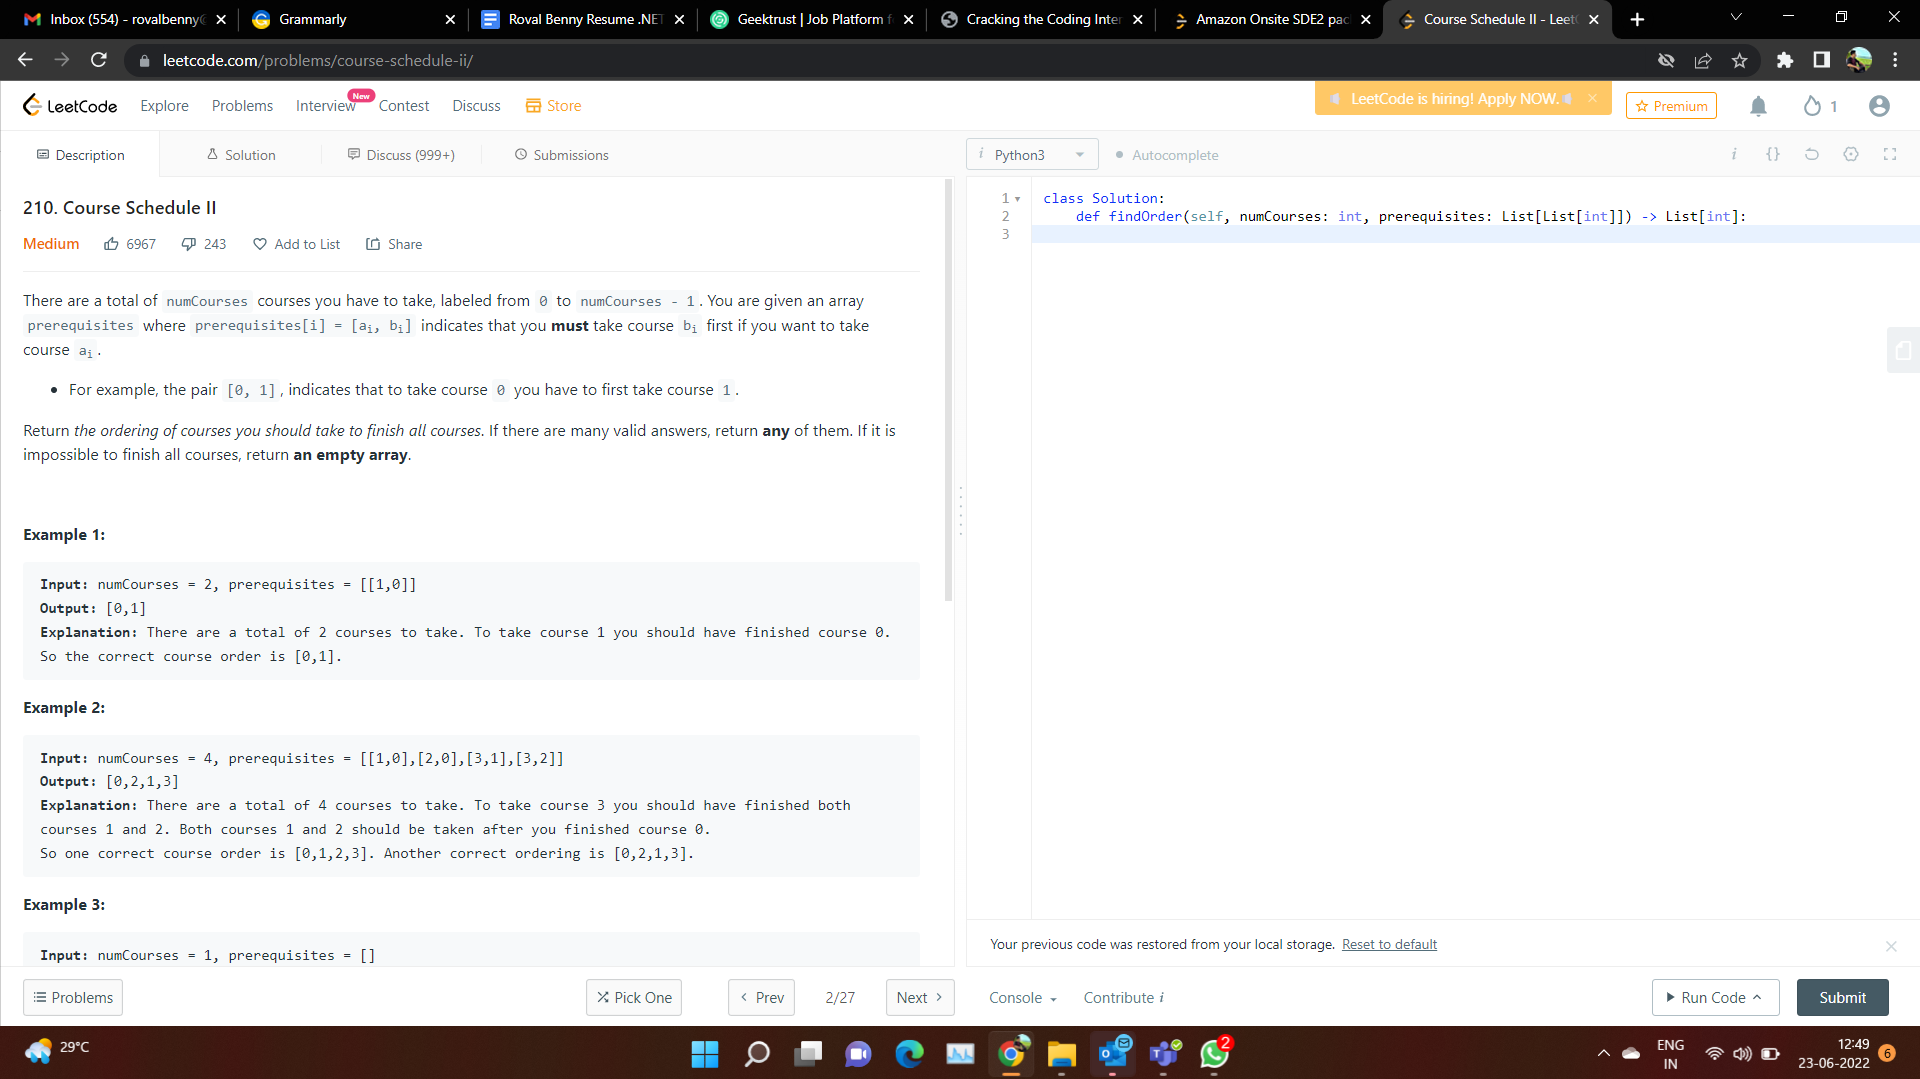 Inbox (554) - rovalbenny@
Grammarly
Roval Benny Resume .NET
Geektrust | Job Platform f
Cracking the Coding Inter
Amazon Onsite SDE2 pac
Course Schedule II - LeetC
leetcode.com/problems/course-schedule-ii/
LeetCode Explore Problems Interview New Contest Discuss Store
LeetCode is hiring! Apply NOW.
Premium
1
Description Solution Discuss (999+) Submissions
i Python3 Autocomplete
i {}
210. Course Schedule II
Medium 6967 243 Add to List Share
There are a total of numCourses courses you have to take, labeled from 0 to numCourses - 1. You are given an array
prerequisites where prerequisites[i] = [ai, bi] indicates that you must take course bi first if you want to take
course ai.
• For example, the pair [0, 1], indicates that to take course 0 you have to first take course 1.
Return the ordering of courses you should take to finish all courses. If there are many valid answers, return any of them. If it is
impossible to finish all courses, return an empty array.
Example 1:
Input: numCourses = 2, prerequisites = [[1,0]]
Output: [0,1]
Explanation: There are a total of 2 courses to take. To take course 1 you should have finished course 0.
So the correct course order is [0,1].
Example 2:
Input: numCourses = 4, prerequisites = [[1,0],[2,0],[3,1],[3,2]]
Output: [0,2,1,3]
Explanation: There are a total of 4 courses to take. To take course 3 you should have finished both
courses 1 and 2. Both courses 1 and 2 should be taken after you finished course 0.
So one correct course order is [0,1,2,3]. Another correct ordering is [0,2,1,3].
Example 3:
Input: numCourses = 1, prerequisites = []
1 class Solution:
2 def findOrder(self, numCourses: int, prerequisites: List[List[int]]) -> List[int]:
3
Your previous code was restored from your local storage. Reset to default
Problems Pick One Prev 2/27 Next Console Contribute i Run Code Submit
29°C
2
ENG
IN
12:49
23-06-2022
6